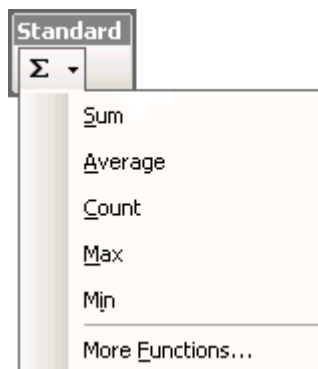 Standard
Σ
Sum
Average
Count
Max
Min
More Functions...